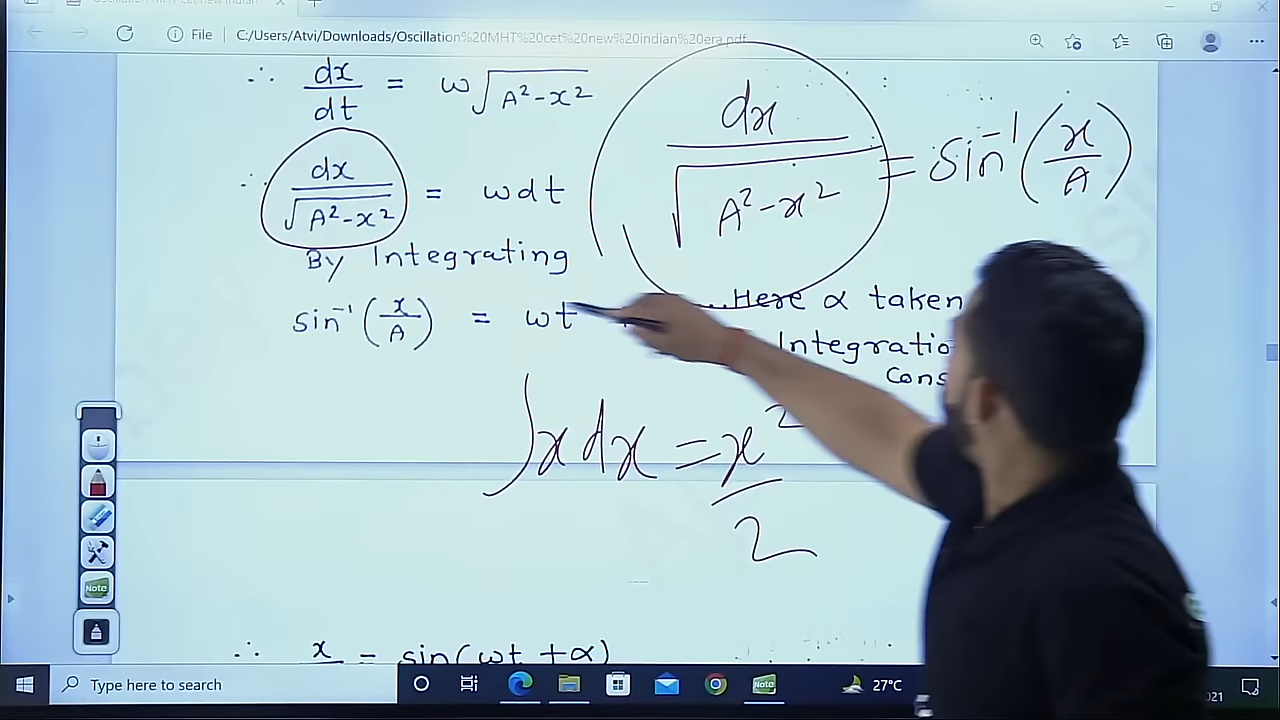 File C:/Users/Atvi/Downloads/Oscillation%20MHT%20cet%20new%20indian%20era.pdf
∴ dx/dt = ω√A²-x²
∴ dx/√A²-x² = ωdt
dx/√A²-x² = Sin⁻¹(x/A)
By Integrating
sin⁻¹(x/A) = ωt
...Here α taken
Integratio
Cons
∫x dx = x²/2
∴ x = sin(ωt +α)
Note
Type here to search
Note
27°C
021